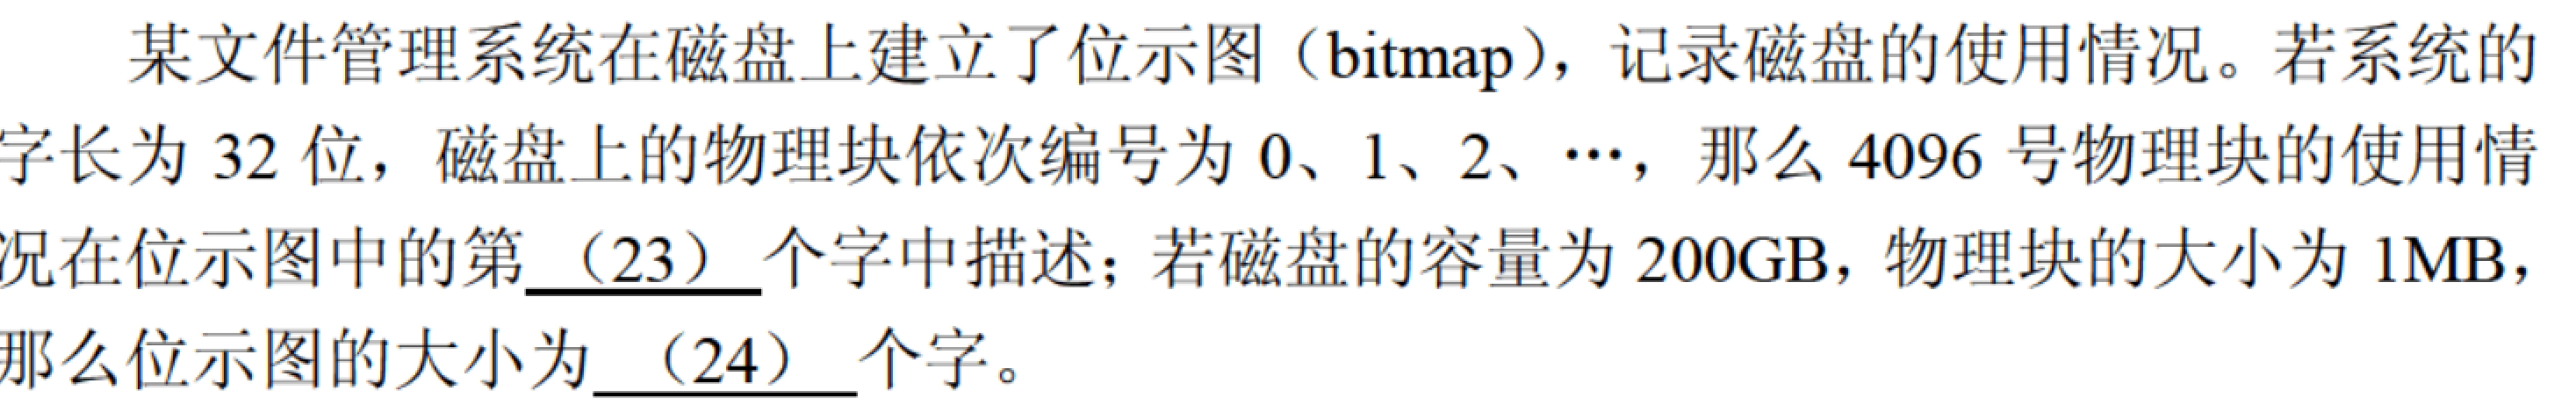 某文件管理系统在磁盘上建立了位示图（bitmap），记录磁盘的使用情况。若系统的
字长为 32 位，磁盘上的物理块依次编号为 0、1、2、…，那么 4096 号物理块的使用情
况在位示图中的第 （23） 个字中描述；若磁盘的容量为 200GB，物理块的大小为 1MB，
那么位示图的大小为 （24） 个字。